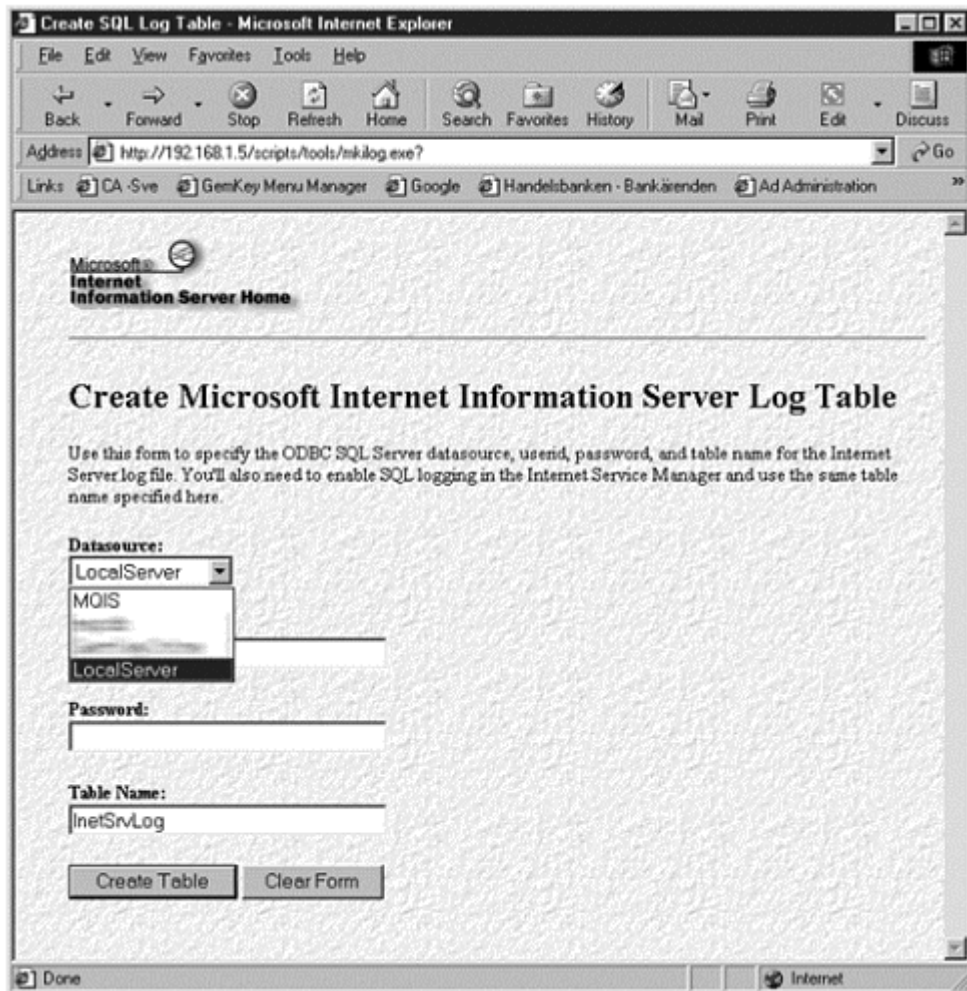 Create SQL Log Table - Microsoft Internet Explorer
File Edit View Favorites Tools Help
Back Forward Stop Refresh Home Search Favorites History Mail Print Edit Discuss
Address http://192.168.1.5/scripts/tools/mkilog.exe? Go
Links CA -Sve GemKey Menu Manager Google Handelsbanken - Bankärenden Ad Administration »
Microsoft®
Internet
Information Server Home
Create Microsoft Internet Information Server Log Table
Use this form to specify the ODBC SQL Server datasource, userid, password, and table name for the Internet
Server log file. You'll also need to enable SQL logging in the Internet Service Manager and use the same table
name specified here.
Datasource:
LocalServer
MQIS
LocalServer
Password:
Table Name:
InetSrvLog
Create Table Clear Form
Done Internet